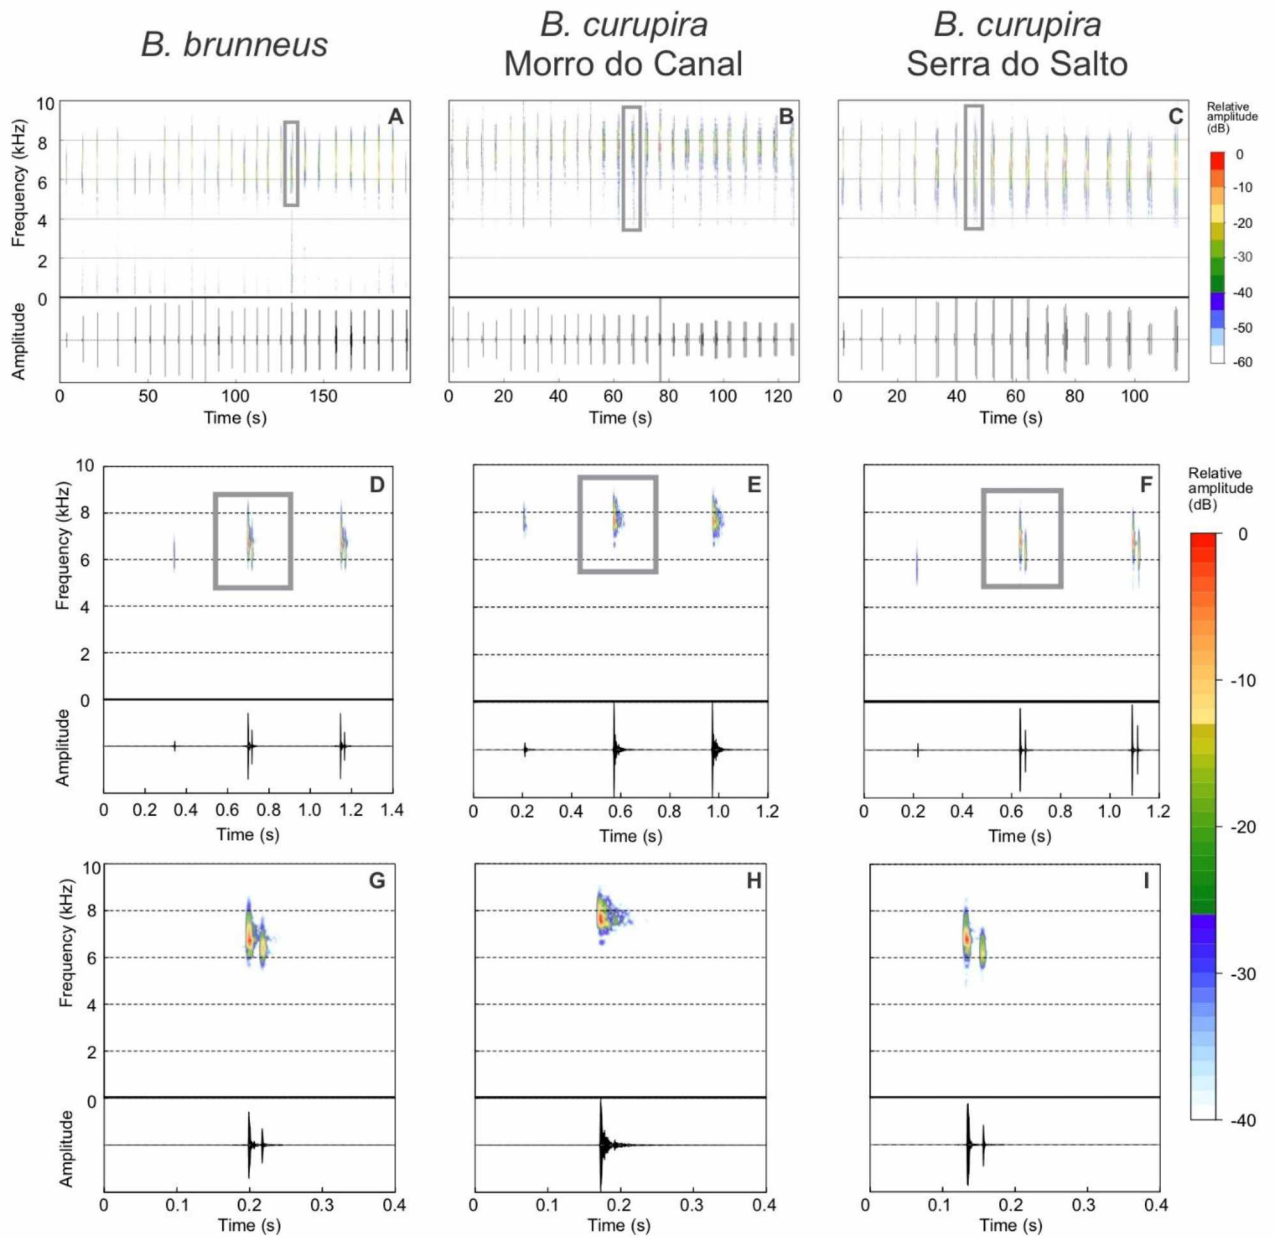 B. brunneus
B. curupira
Morro do Canal
B. curupira
Serra do Salto
A
B
C
Frequency (kHz)
10
8
6
4
2
0
Amplitude
0 50 100 150
Time (s)
0 20 40 60 80 100 120
Time (s)
0 20 40 60 80 100
Time (s)
Relative
amplitude
(dB)
0
-10
-20
-30
-40
-50
-60
D
E
F
Frequency (kHz)
10
8
6
4
2
0
Amplitude
0 0.2 0.4 0.6 0.8 1.0 1.2 1.4
Time (s)
0 0.2 0.4 0.6 0.8 1.0 1.2
Time (s)
0 0.2 0.4 0.6 0.8 1.0 1.2
Time (s)
Relative
amplitude
(dB)
0
-10
-20
-30
-40
G
H
I
Frequency (kHz)
10
8
6
4
2
0
Amplitude
0 0.1 0.2 0.3 0.4
Time (s)
0 0.1 0.2 0.3 0.4
Time (s)
0 0.1 0.2 0.3 0.4
Time (s)